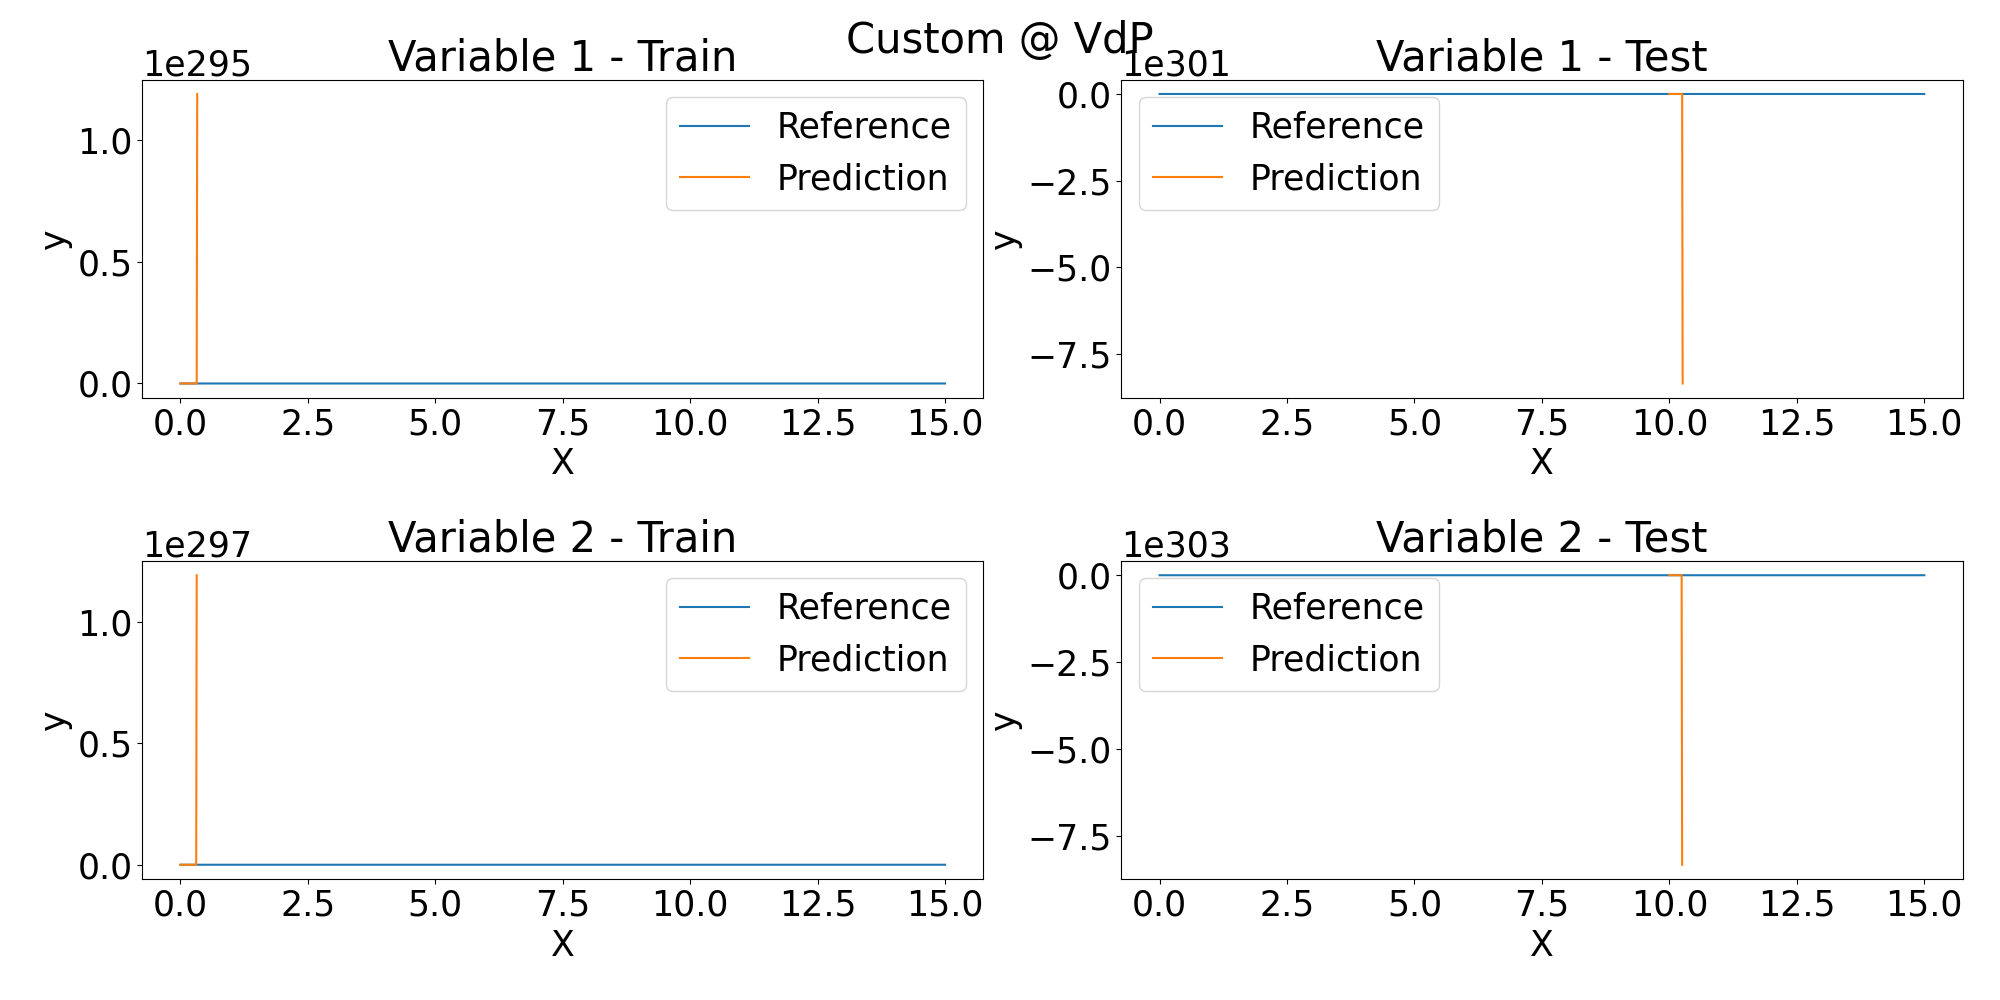 Custom @ VdP
Variable 1 - Train
1e295
1.0
0.5
0.0
y
0.0 2.5 5.0 7.5 10.0 12.5 15.0
X
Reference
Prediction
Variable 1 - Test
1e301
0.0
−2.5
−5.0
−7.5
y
0.0 2.5 5.0 7.5 10.0 12.5 15.0
X
Reference
Prediction
Variable 2 - Train
1e297
1.0
0.5
0.0
y
0.0 2.5 5.0 7.5 10.0 12.5 15.0
X
Reference
Prediction
Variable 2 - Test
1e303
0.0
−2.5
−5.0
−7.5
y
0.0 2.5 5.0 7.5 10.0 12.5 15.0
X
Reference
Prediction